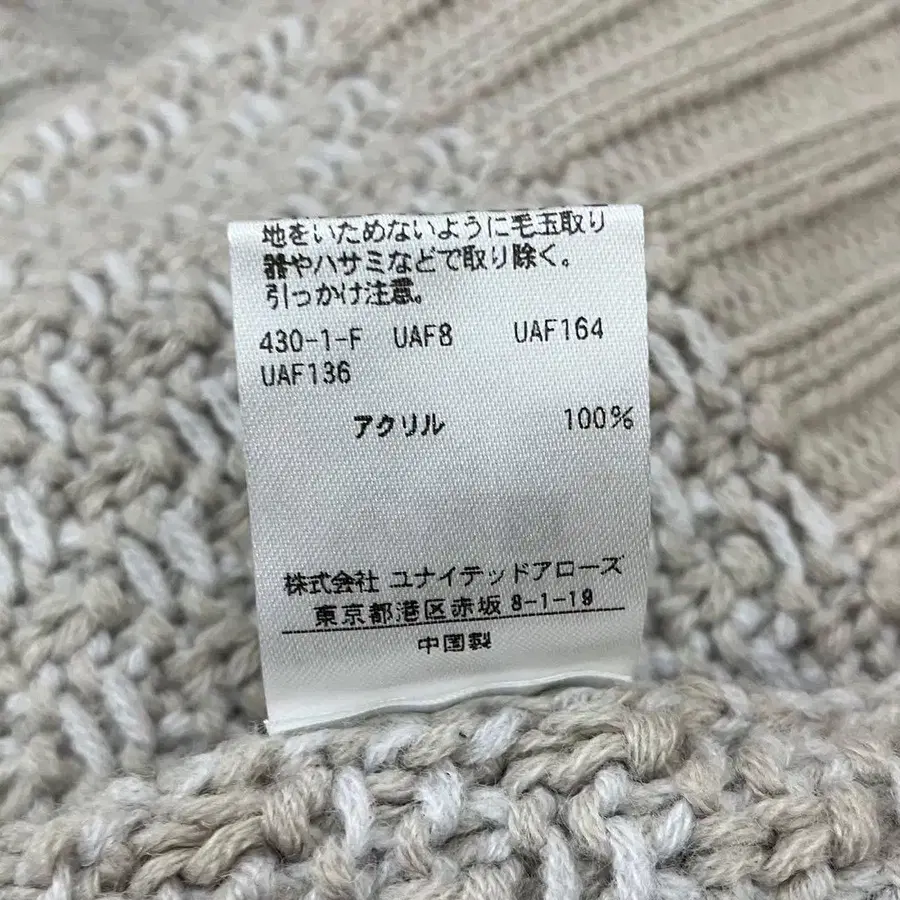 地をいためないように毛玉取り
器やハサミなどで取り除く。
引っかけ注意。
430-1-F UAF8 UAF164
UAF136
アクリル 100%
株式会社 ユナイテッドアローズ
東京都港区赤坂 8-1-19
中国製